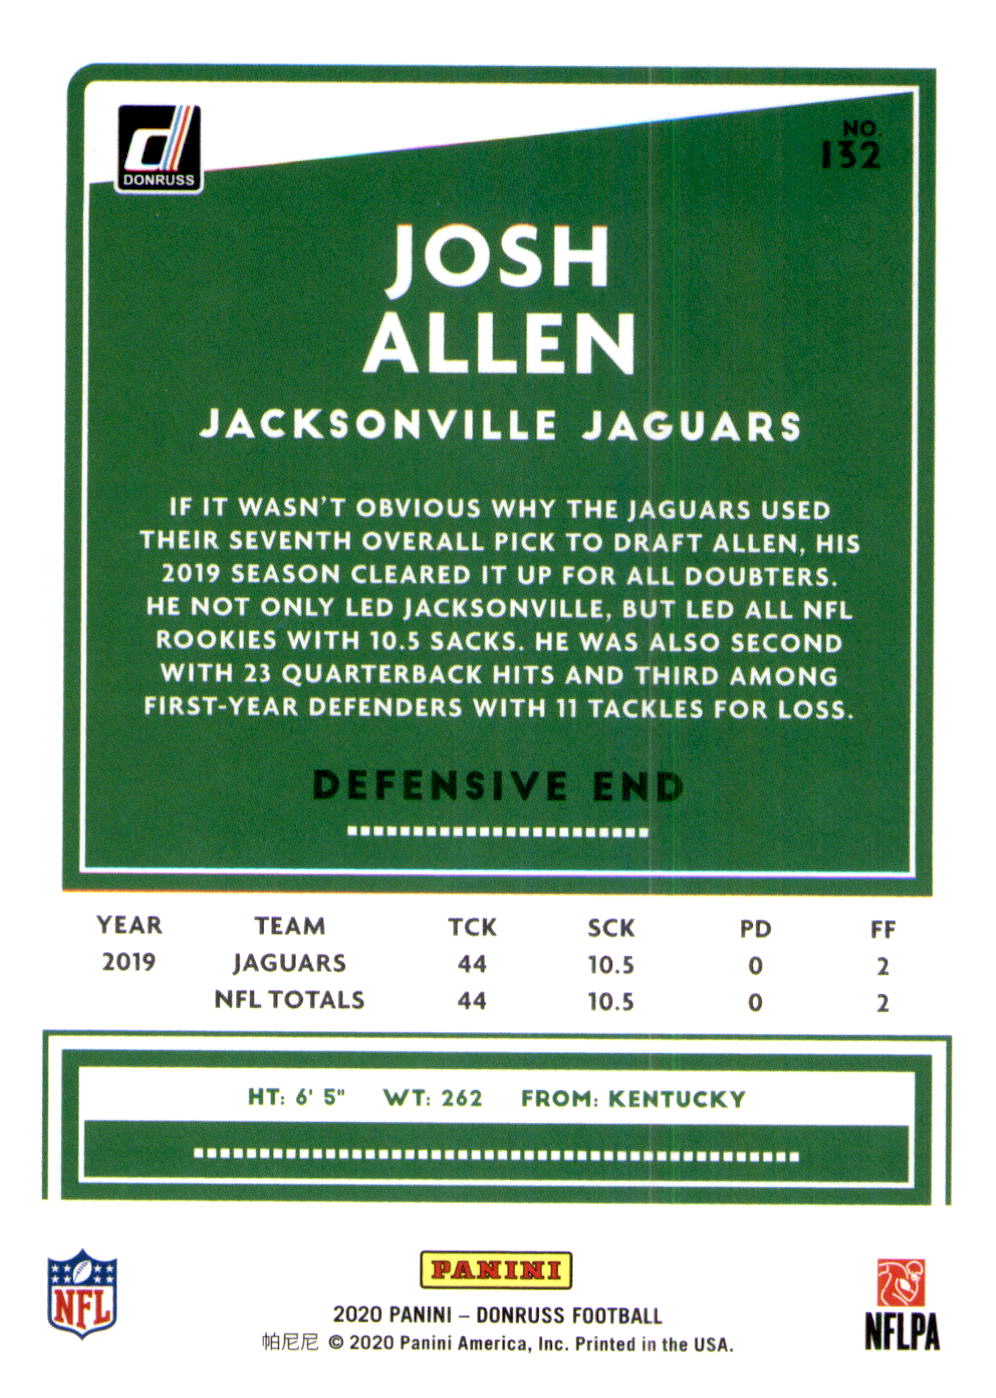 DONRUSS
NO.
132
JOSH
ALLEN
JACKSONVILLE JAGUARS
IF IT WASN'T OBVIOUS WHY THE JAGUARS USED
THEIR SEVENTH OVERALL PICK TO DRAFT ALLEN, HIS
2019 SEASON CLEARED IT UP FOR ALL DOUBTERS.
HE NOT ONLY LED JACKSONVILLE, BUT LED ALL NFL
ROOKIES WITH 10.5 SACKS. HE WAS ALSO SECOND
WITH 23 QUARTERBACK HITS AND THIRD AMONG
FIRST-YEAR DEFENDERS WITH 11 TACKLES FOR LOSS.
DEFENSIVE END
YEAR TEAM TCK SCK PD FF
2019 JAGUARS 44 10.5 0 2
NFL TOTALS 44 10.5 0 2
HT: 6' 5" WT: 262 FROM: KENTUCKY
NFL
PANINI
2020 PANINI – DONRUSS FOOTBALL
帕尼尼 © 2020 Panini America, Inc. Printed in the USA.
NFLPA